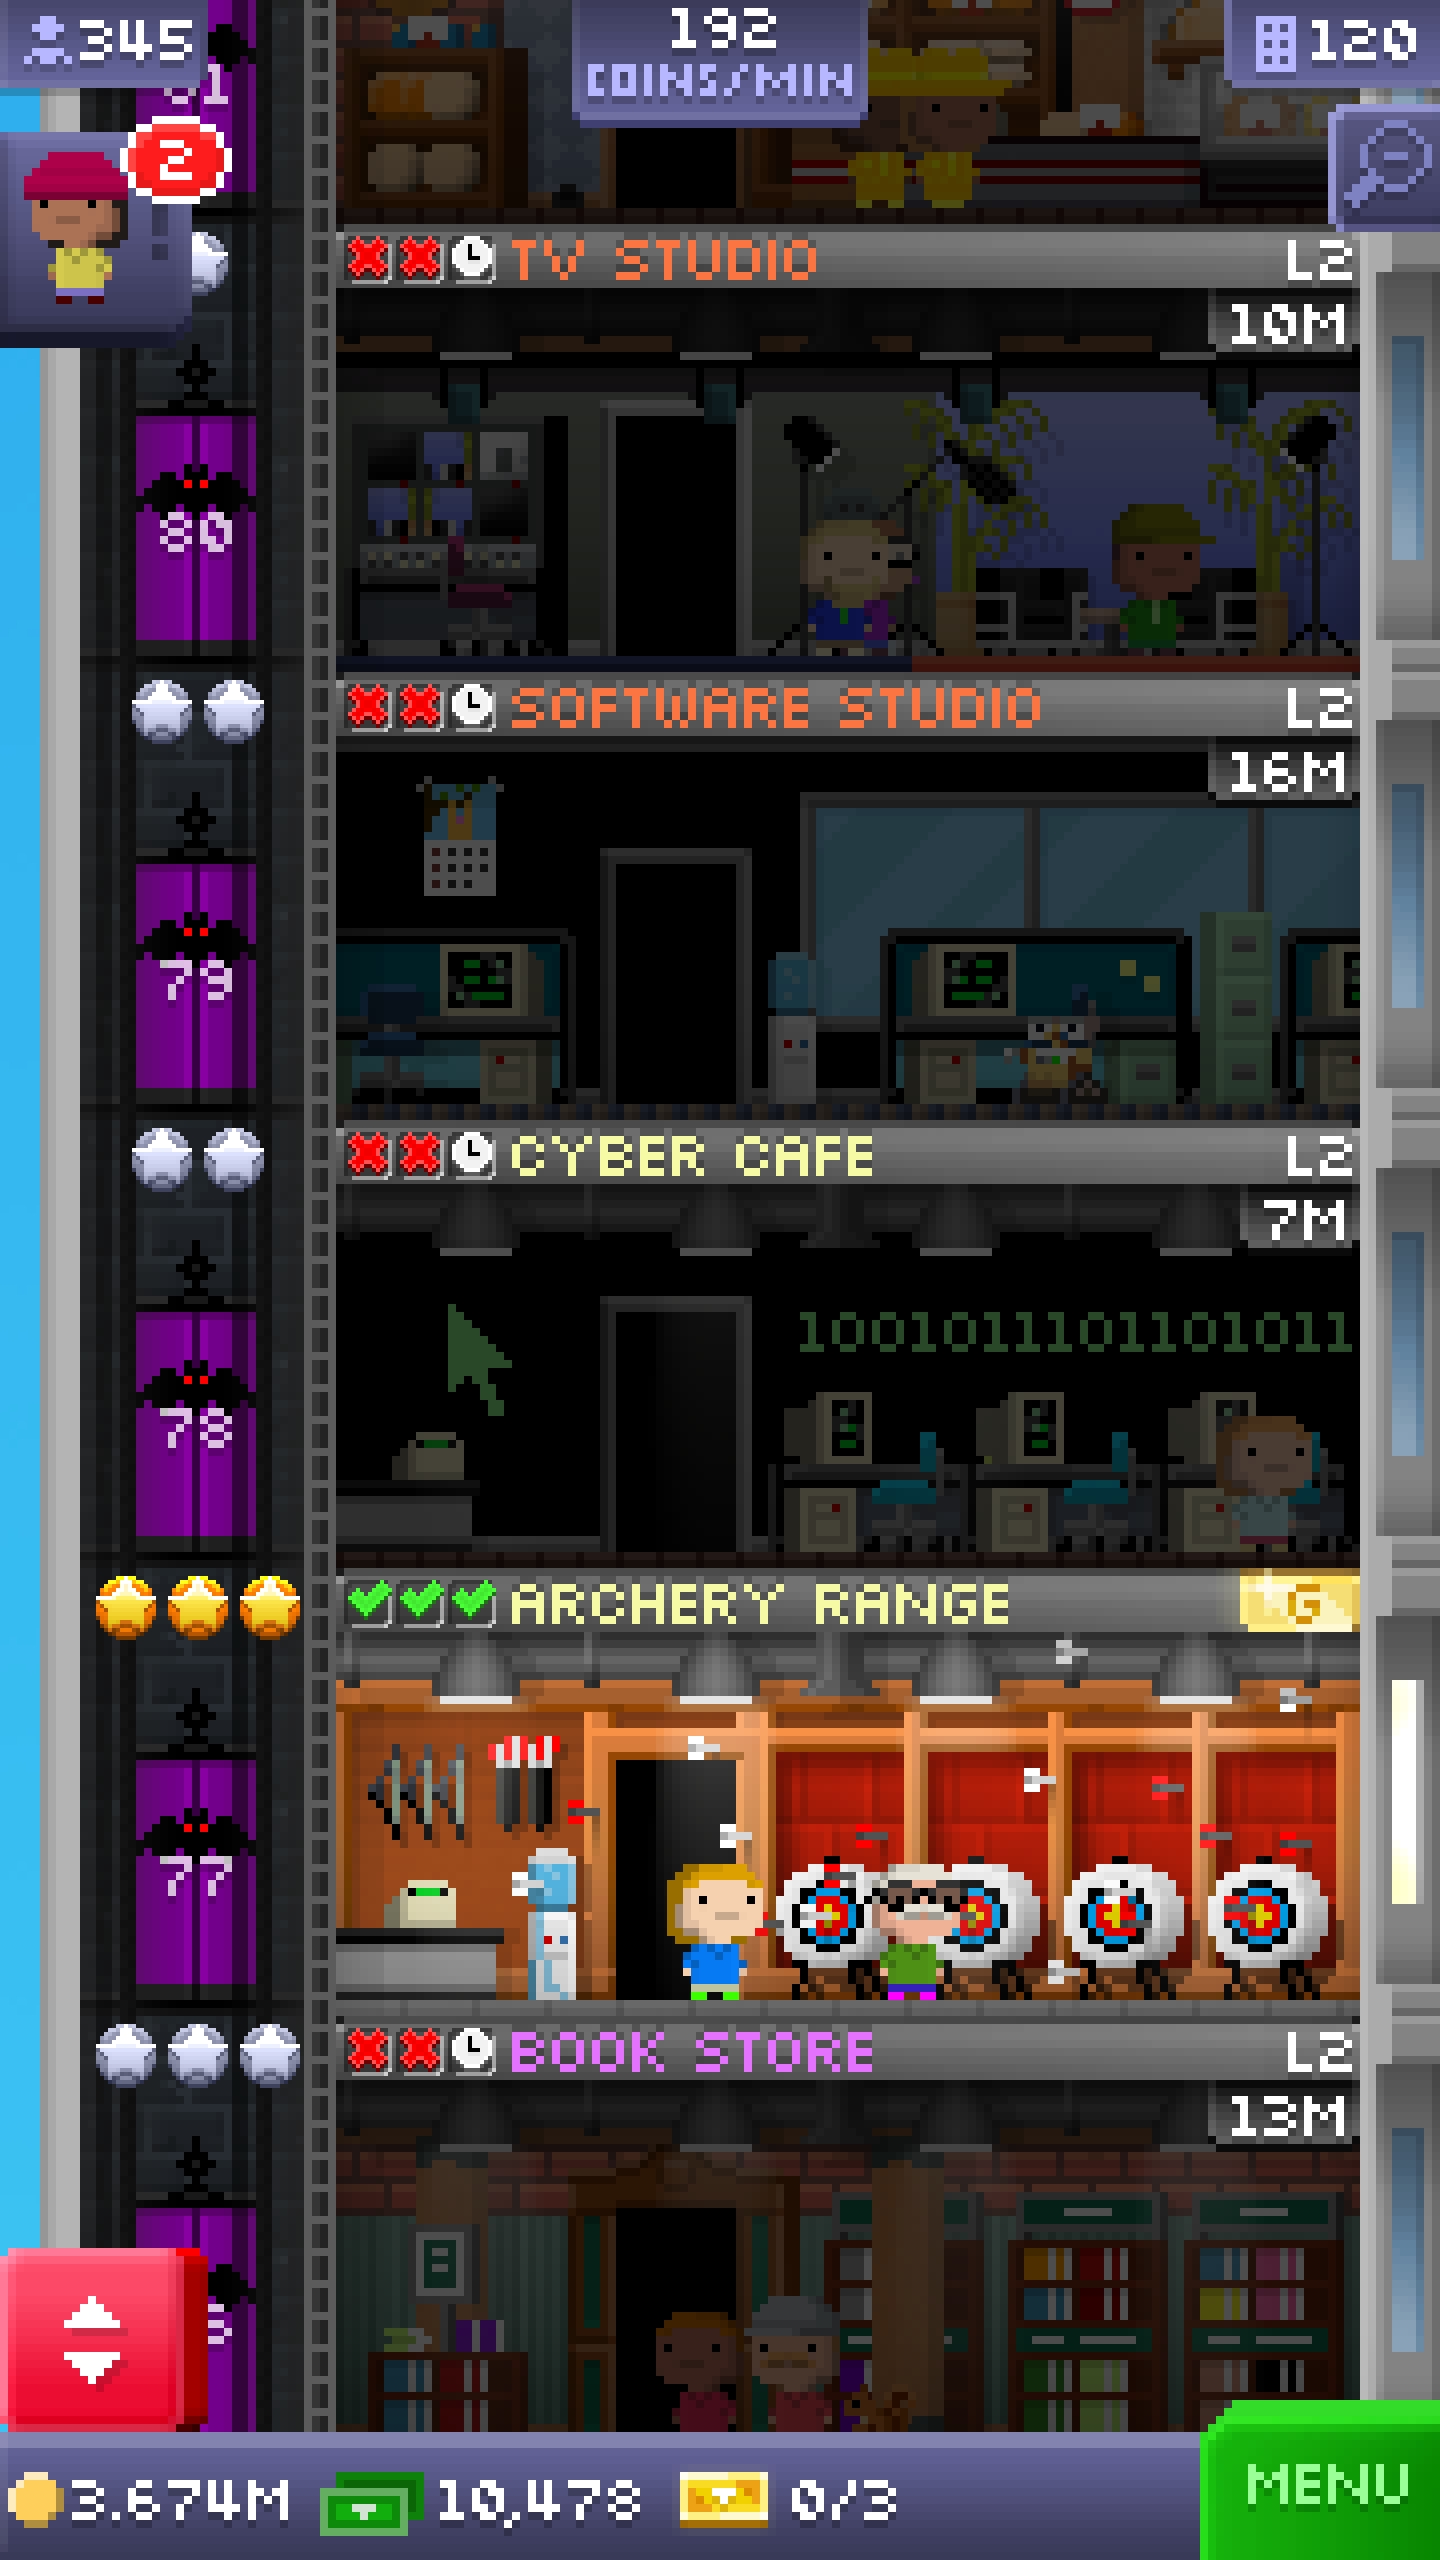 345
192
COINS/MIN
120
2
TV STUDIO
L2
10M
80
SOFTWARE STUDIO
L2
16M
79
CYBER CAFE
L2
7M
1001011101101011
78
ARCHERY RANGE
G
77
BOOK STORE
L2
13M
3.674M
10,478
0/3
MENU